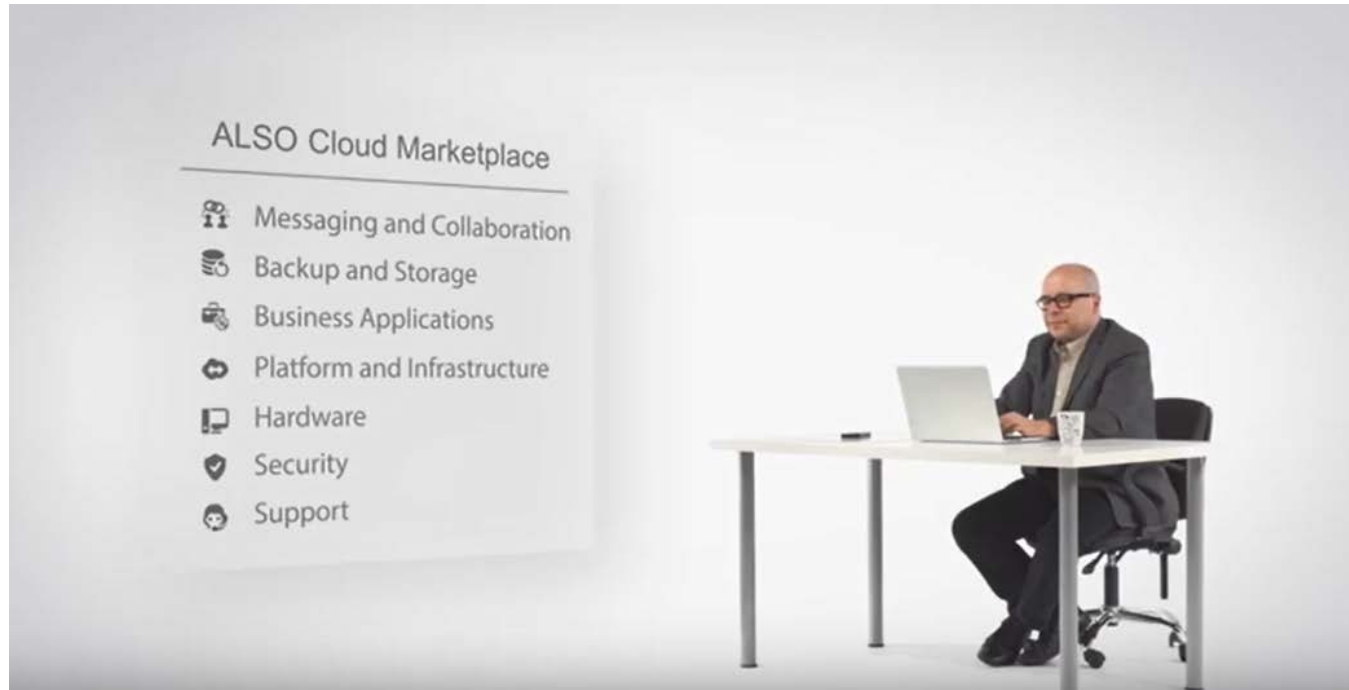 ALSO Cloud Marketplace
Messaging and Collaboration
Backup and Storage
Business Applications
Platform and Infrastructure
Hardware
Security
Support